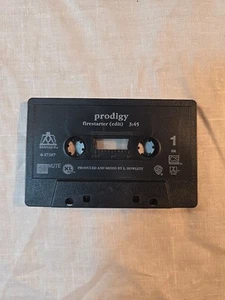 prodigy
firestarter (edit) 3:45
1
MUTE
PRODUCED AND MIXED BY L. HOWLETT